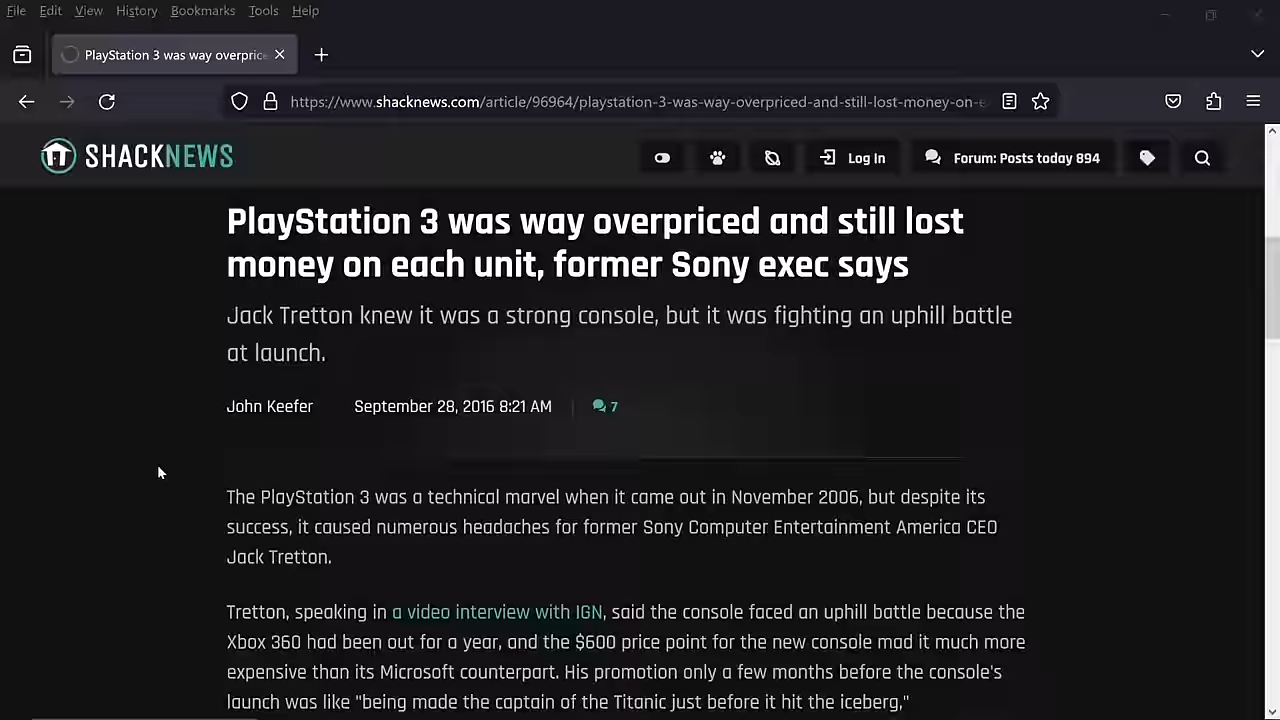 File Edit View History Bookmarks Tools Help
PlayStation 3 was way overpric
https://www.shacknews.com/article/96964/playstation-3-was-way-overpriced-and-still-lost-money-on-e
SHACKNEWS
Log In
Forum: Posts today 894
PlayStation 3 was way overpriced and still lost
money on each unit, former Sony exec says
Jack Tretton knew it was a strong console, but it was fighting an uphill battle
at launch.
John Keefer September 28, 2016 8:21 AM 7
The PlayStation 3 was a technical marvel when it came out in November 2006, but despite its
success, it caused numerous headaches for former Sony Computer Entertainment America CEO
Jack Tretton.
Tretton, speaking in a video interview with IGN, said the console faced an uphill battle because the
Xbox 360 had been out for a year, and the $600 price point for the new console mad it much more
expensive than its Microsoft counterpart. His promotion only a few months before the console's
launch was like "being made the captain of the Titanic just before it hit the iceberg,"